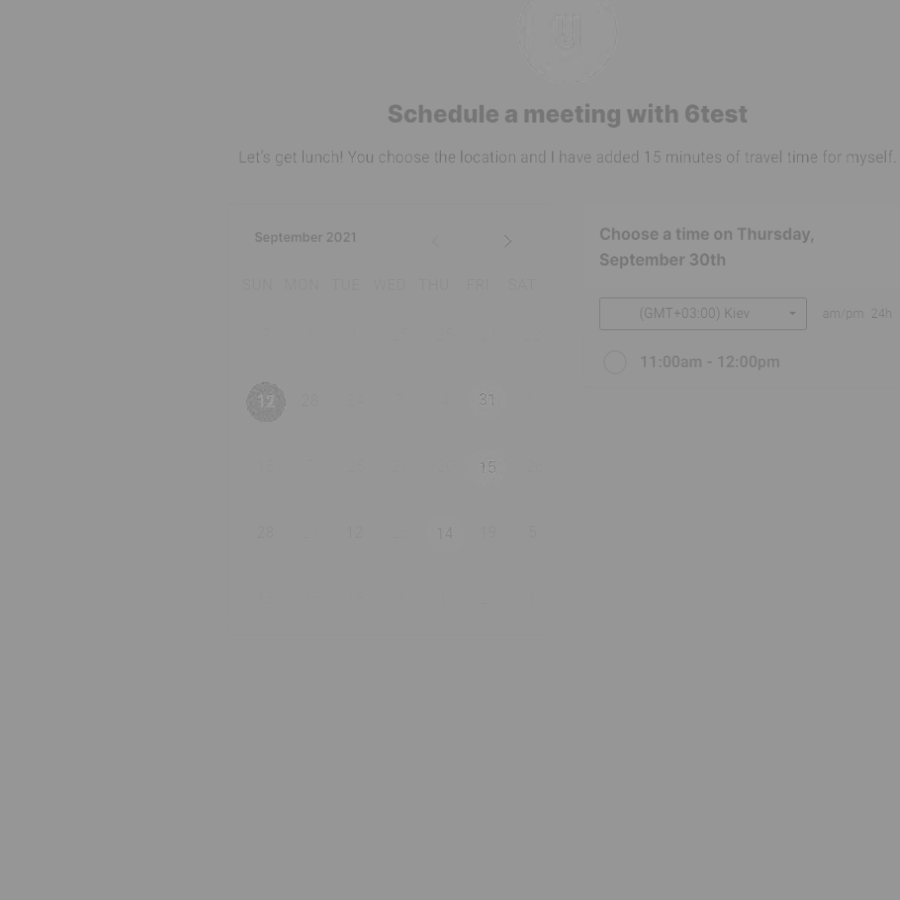 Schedule a meeting with 6test
Let's get lunch! You choose the location and I have added 15 minutes of travel time for myself.
September 2021
SUN MON TUE WED THU FRI SAT
12 28 31
15
28 12 14 19 5
Choose a time on Thursday,
September 30th
(GMT+03:00) Kiev am/pm 24h
11:00am - 12:00pm